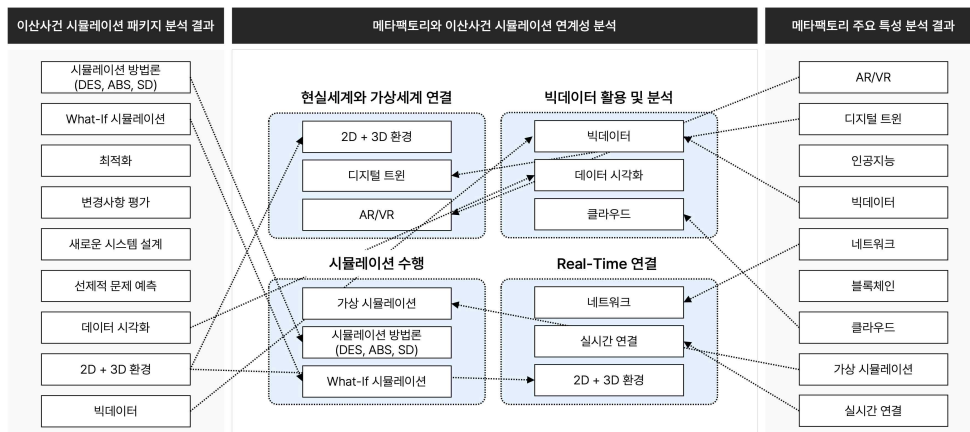 이산사건 시뮬레이션 패키지 분석 결과
시뮬레이션 방법론
(DES, ABS, SD)
What-If 시뮬레이션
최적화
변경사항 평가
새로운 시스템 설계
선제적 문제 예측
데이터 시각화
2D + 3D 환경
빅데이터
메타팩토리와 이산사건 시뮬레이션 연계성 분석
현실세계와 가상세계 연결
2D + 3D 환경
디지털 트윈
AR/VR
빅데이터 활용 및 분석
빅데이터
데이터 시각화
클라우드
시뮬레이션 수행
가상 시뮬레이션
시뮬레이션 방법론
(DES, ABS, SD)
What-If 시뮬레이션
Real-Time 연결
네트워크
실시간 연결
2D + 3D 환경
메타팩토리 주요 특성 분석 결과
AR/VR
디지털 트윈
인공지능
빅데이터
네트워크
블록체인
클라우드
가상 시뮬레이션
실시간 연결